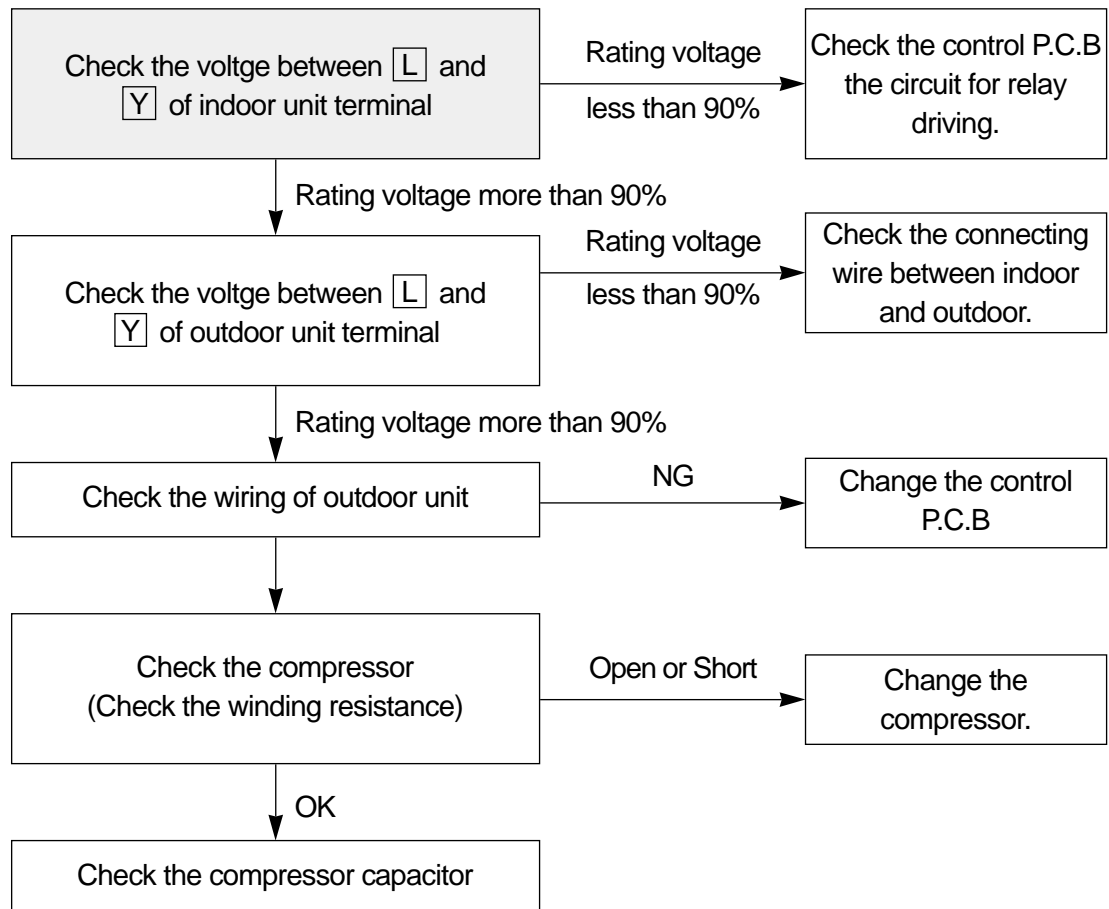 Check the voltge between L and
Y of indoor unit terminal
Rating voltage
less than 90%
Check the control P.C.B
the circuit for relay
driving.
Rating voltage more than 90%
Check the voltge between L and
Y of outdoor unit terminal
Rating voltage
less than 90%
Check the connecting
wire between indoor
and outdoor.
Rating voltage more than 90%
Check the wiring of outdoor unit
NG
Change the control
P.C.B
Check the compressor
(Check the winding resistance)
Open or Short
Change the
compressor.
OK
Check the compressor capacitor